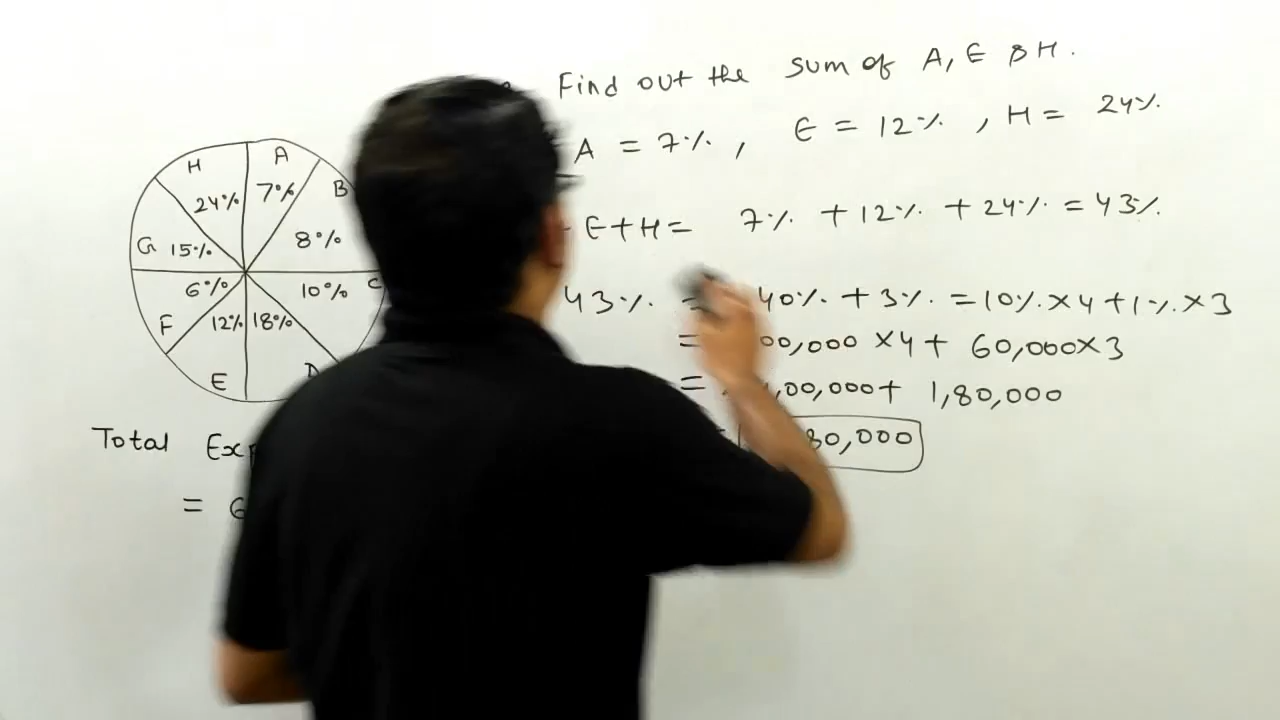 Find out the sum of A, E & H.
A = 7% , E = 12% , H = 24%
E+H = 7% + 12% + 24% = 43%
43% = 40% + 3% = 10% × 4 + 1% × 3
= 00,000 × 4 + 60,000 × 3
= ,00,000 + 1,80,000
80,000
H
A
24%
7%
B
G
15%
8%
6%
10%
C
F
12%
18%
E
D
Total
=